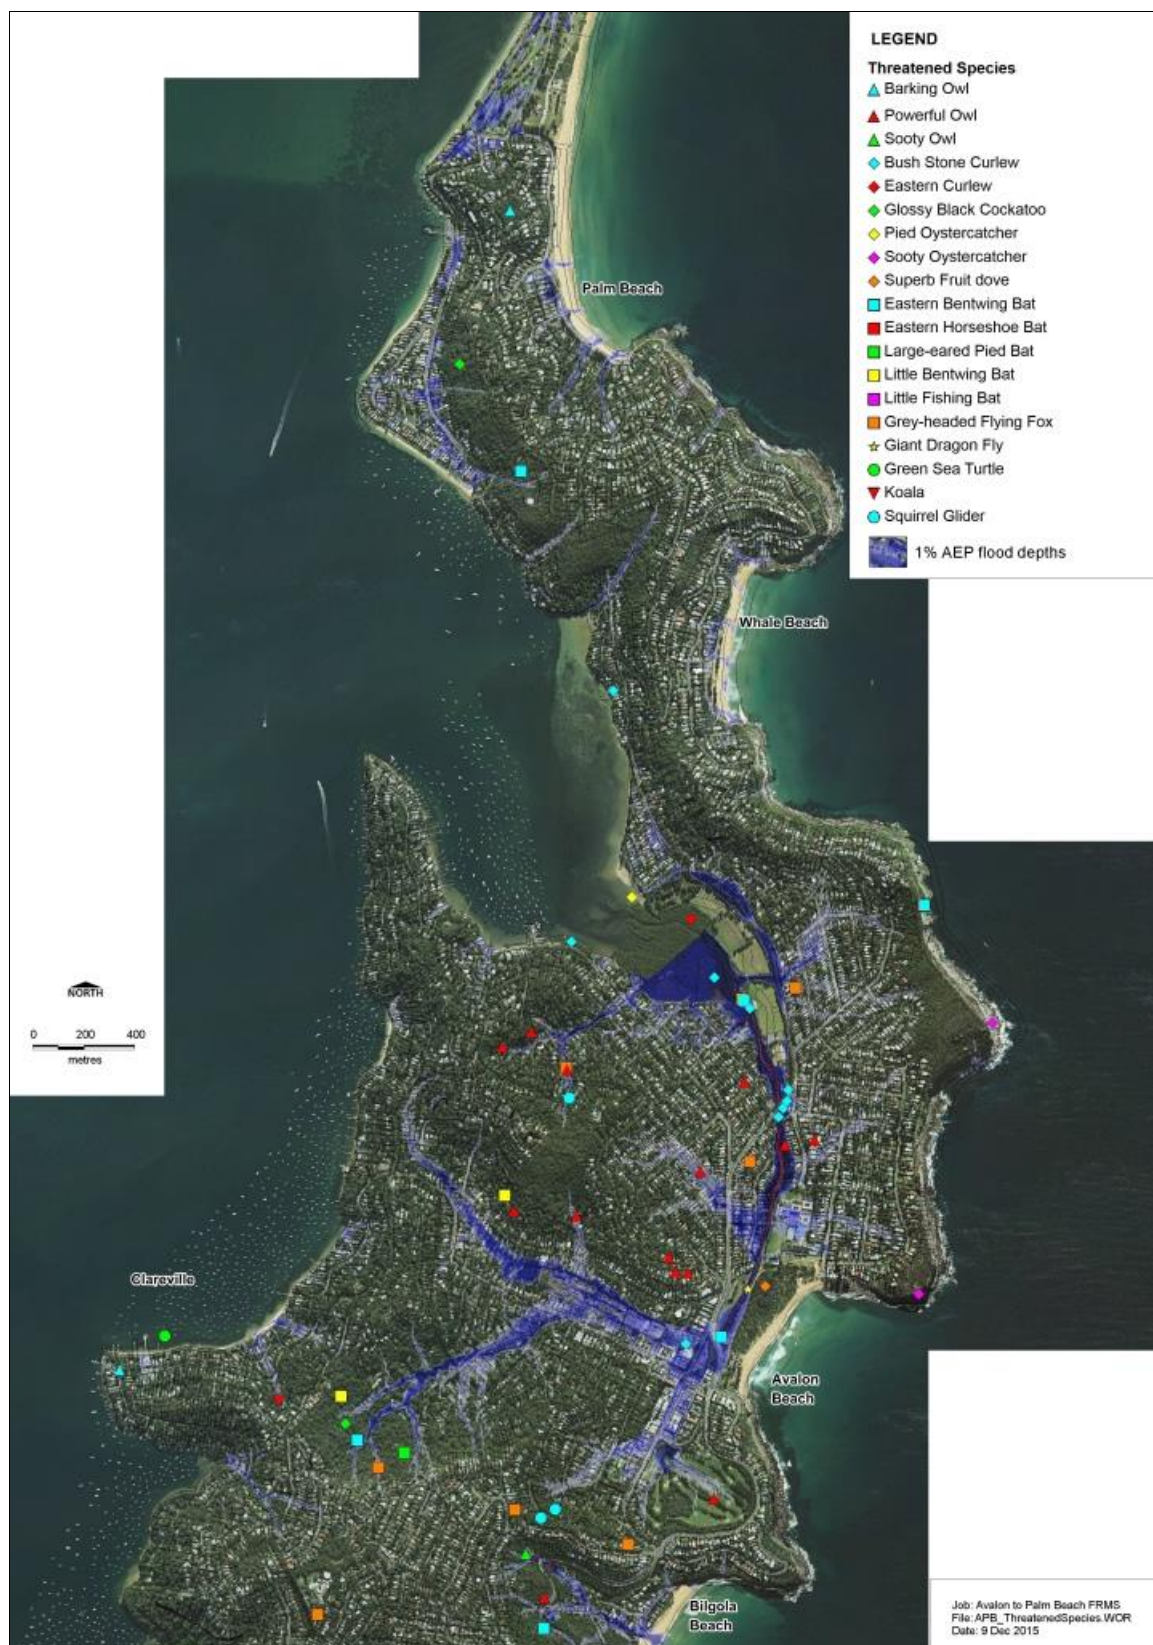 LEGEND
Threatened Species
Barking Owl
Powerful Owl
Sooty Owl
Bush Stone Curlew
Eastern Curlew
Glossy Black Cockatoo
Pied Oystercatcher
Sooty Oystercatcher
Superb Fruit dove
Eastern Bentwing Bat
Eastern Horseshoe Bat
Large-eared Pied Bat
Little Bentwing Bat
Little Fishing Bat
Grey-headed Flying Fox
Giant Dragon Fly
Green Sea Turtle
Koala
Squirrel Glider
1% AEP flood depths
Palm Beach
Whale Beach
NORTH
0 200 400
metres
Clareville
Avalon
Beach
Bilgola
Beach
Job: Avalon to Palm Beach FRMS
File: APB_ThreatenedSpecies.WOR
Date: 9 Dec 2015